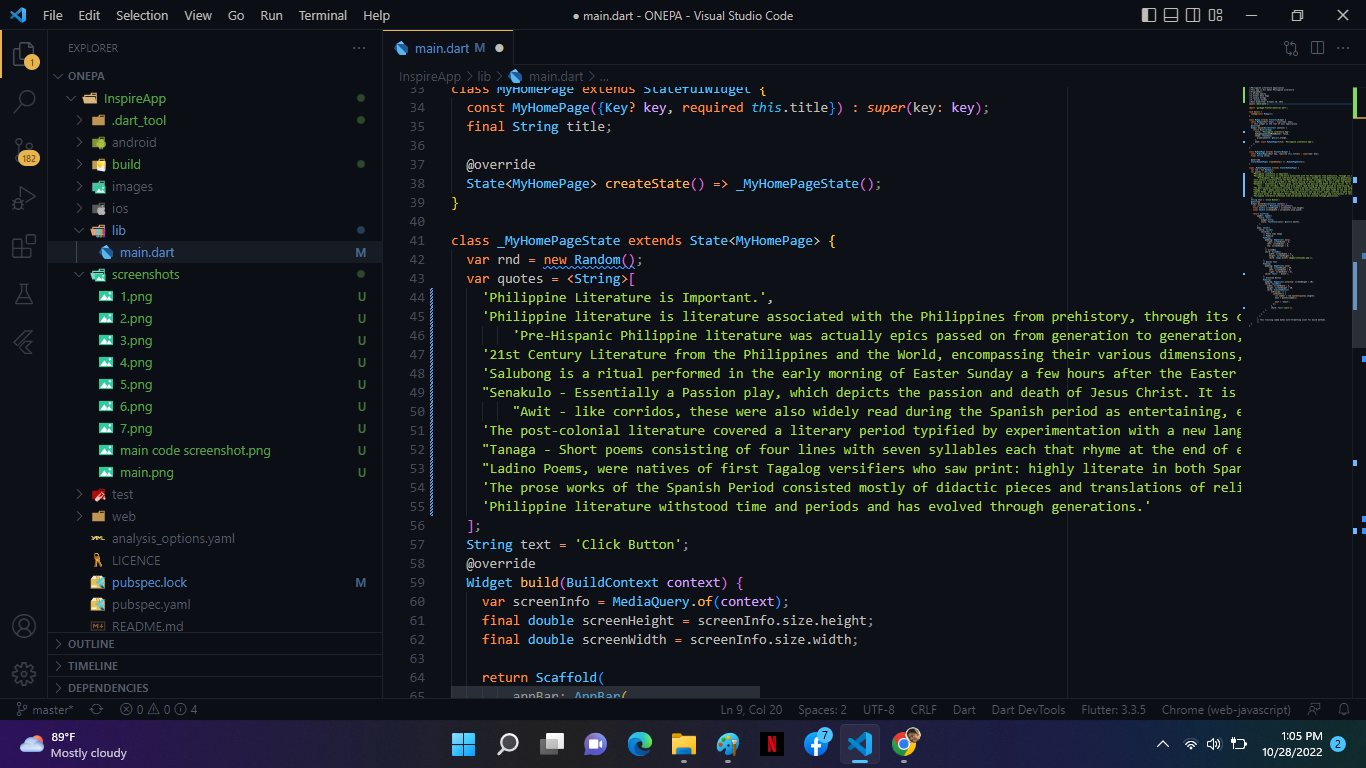 File Edit Selection View Go Run Terminal Help
● main.dart - ONEPA - Visual Studio Code
EXPLORER
main.dart M
InspireApp > lib > main.dart > ...
1
182
ONEPA
InspireApp
.dart_tool
android
build
images
ios
lib
main.dart M
screenshots
1.png U
2.png U
3.png U
4.png U
5.png U
6.png U
7.png U
main code screenshot.png U
main.png U
test
web
analysis_options.yaml
LICENCE
pubspec.lock M
pubspec.yaml
README.md
OUTLINE
TIMELINE
DEPENDENCIES
33 class MyHomePage extends StatefulWidget {
34 const MyHomePage({Key? key, required this.title}) : super(key: key);
35 final String title;
36
37 @override
38 State<MyHomePage> createState() => _MyHomePageState();
39 }
40
41 class _MyHomePageState extends State<MyHomePage> {
42 var rnd = new Random();
43 var quotes = <String>[
44 'Philippine Literature is Important.',
45 'Philippine literature is literature associated with the Philippines from prehistory, through its c
46 'Pre-Hispanic Philippine literature was actually epics passed on from generation to generation,
47 '21st Century Literature from the Philippines and the World, encompassing their various dimensions,
48 'Salubong is a ritual performed in the early morning of Easter Sunday a few hours after the Easter
49 "Senakulo - Essentially a Passion play, which depicts the passion and death of Jesus Christ. It is
50 "Awit - like corridos, these were also widely read during the Spanish period as entertaining, e
51 'The post-colonial literature covered a literary period typified by experimentation with a new lang
52 "Tanaga - Short poems consisting of four lines with seven syllables each that rhyme at the end of e
53 "Ladino Poems, were natives of first Tagalog versifiers who saw print: highly literate in both Span
54 'The prose works of the Spanish Period consisted mostly of didactic pieces and translations of reli
55 'Philippine literature withstood time and periods and has evolved through generations.'
56 ];
57 String text = 'Click Button';
58 @override
59 Widget build(BuildContext context) {
60 var screenInfo = MediaQuery.of(context);
61 final double screenHeight = screenInfo.size.height;
62 final double screenWidth = screenInfo.size.width;
63
64 return Scaffold(
65 appBar: AppBar(
master* 0 0 4
Ln 9, Col 20 Spaces: 2 UTF-8 CRLF Dart Dart DevTools Flutter: 3.3.5 Chrome (web-javascript)
89°F
Mostly cloudy
7
1:05 PM
10/28/2022
2